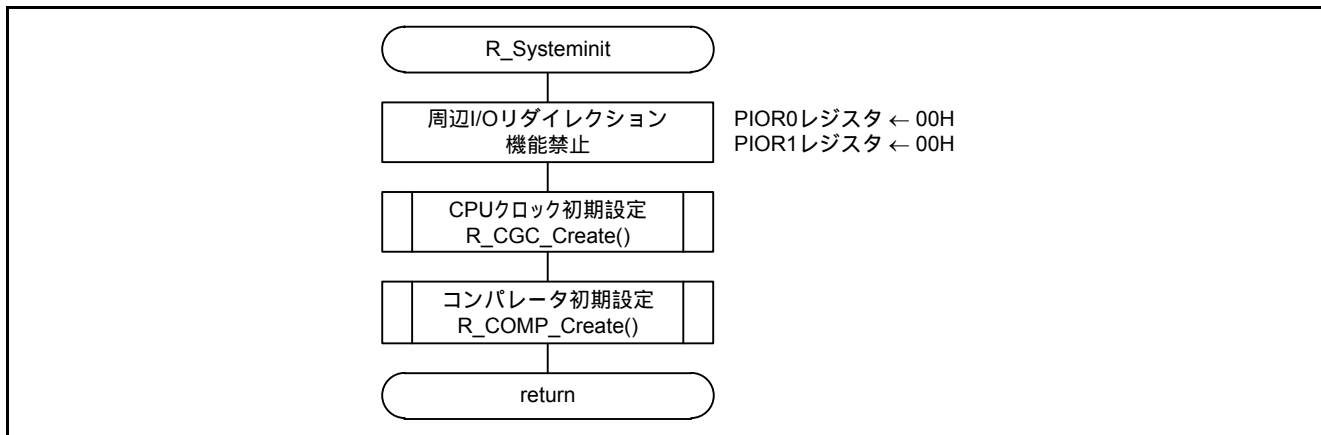 R_Systeminit
周辺I/Oリダイレクション
機能禁止
PIOR0レジスタ ← 00H
PIOR1レジスタ ← 00H
CPUクロック初期設定
R_CGC_Create()
コンパレータ初期設定
R_COMP_Create()
return